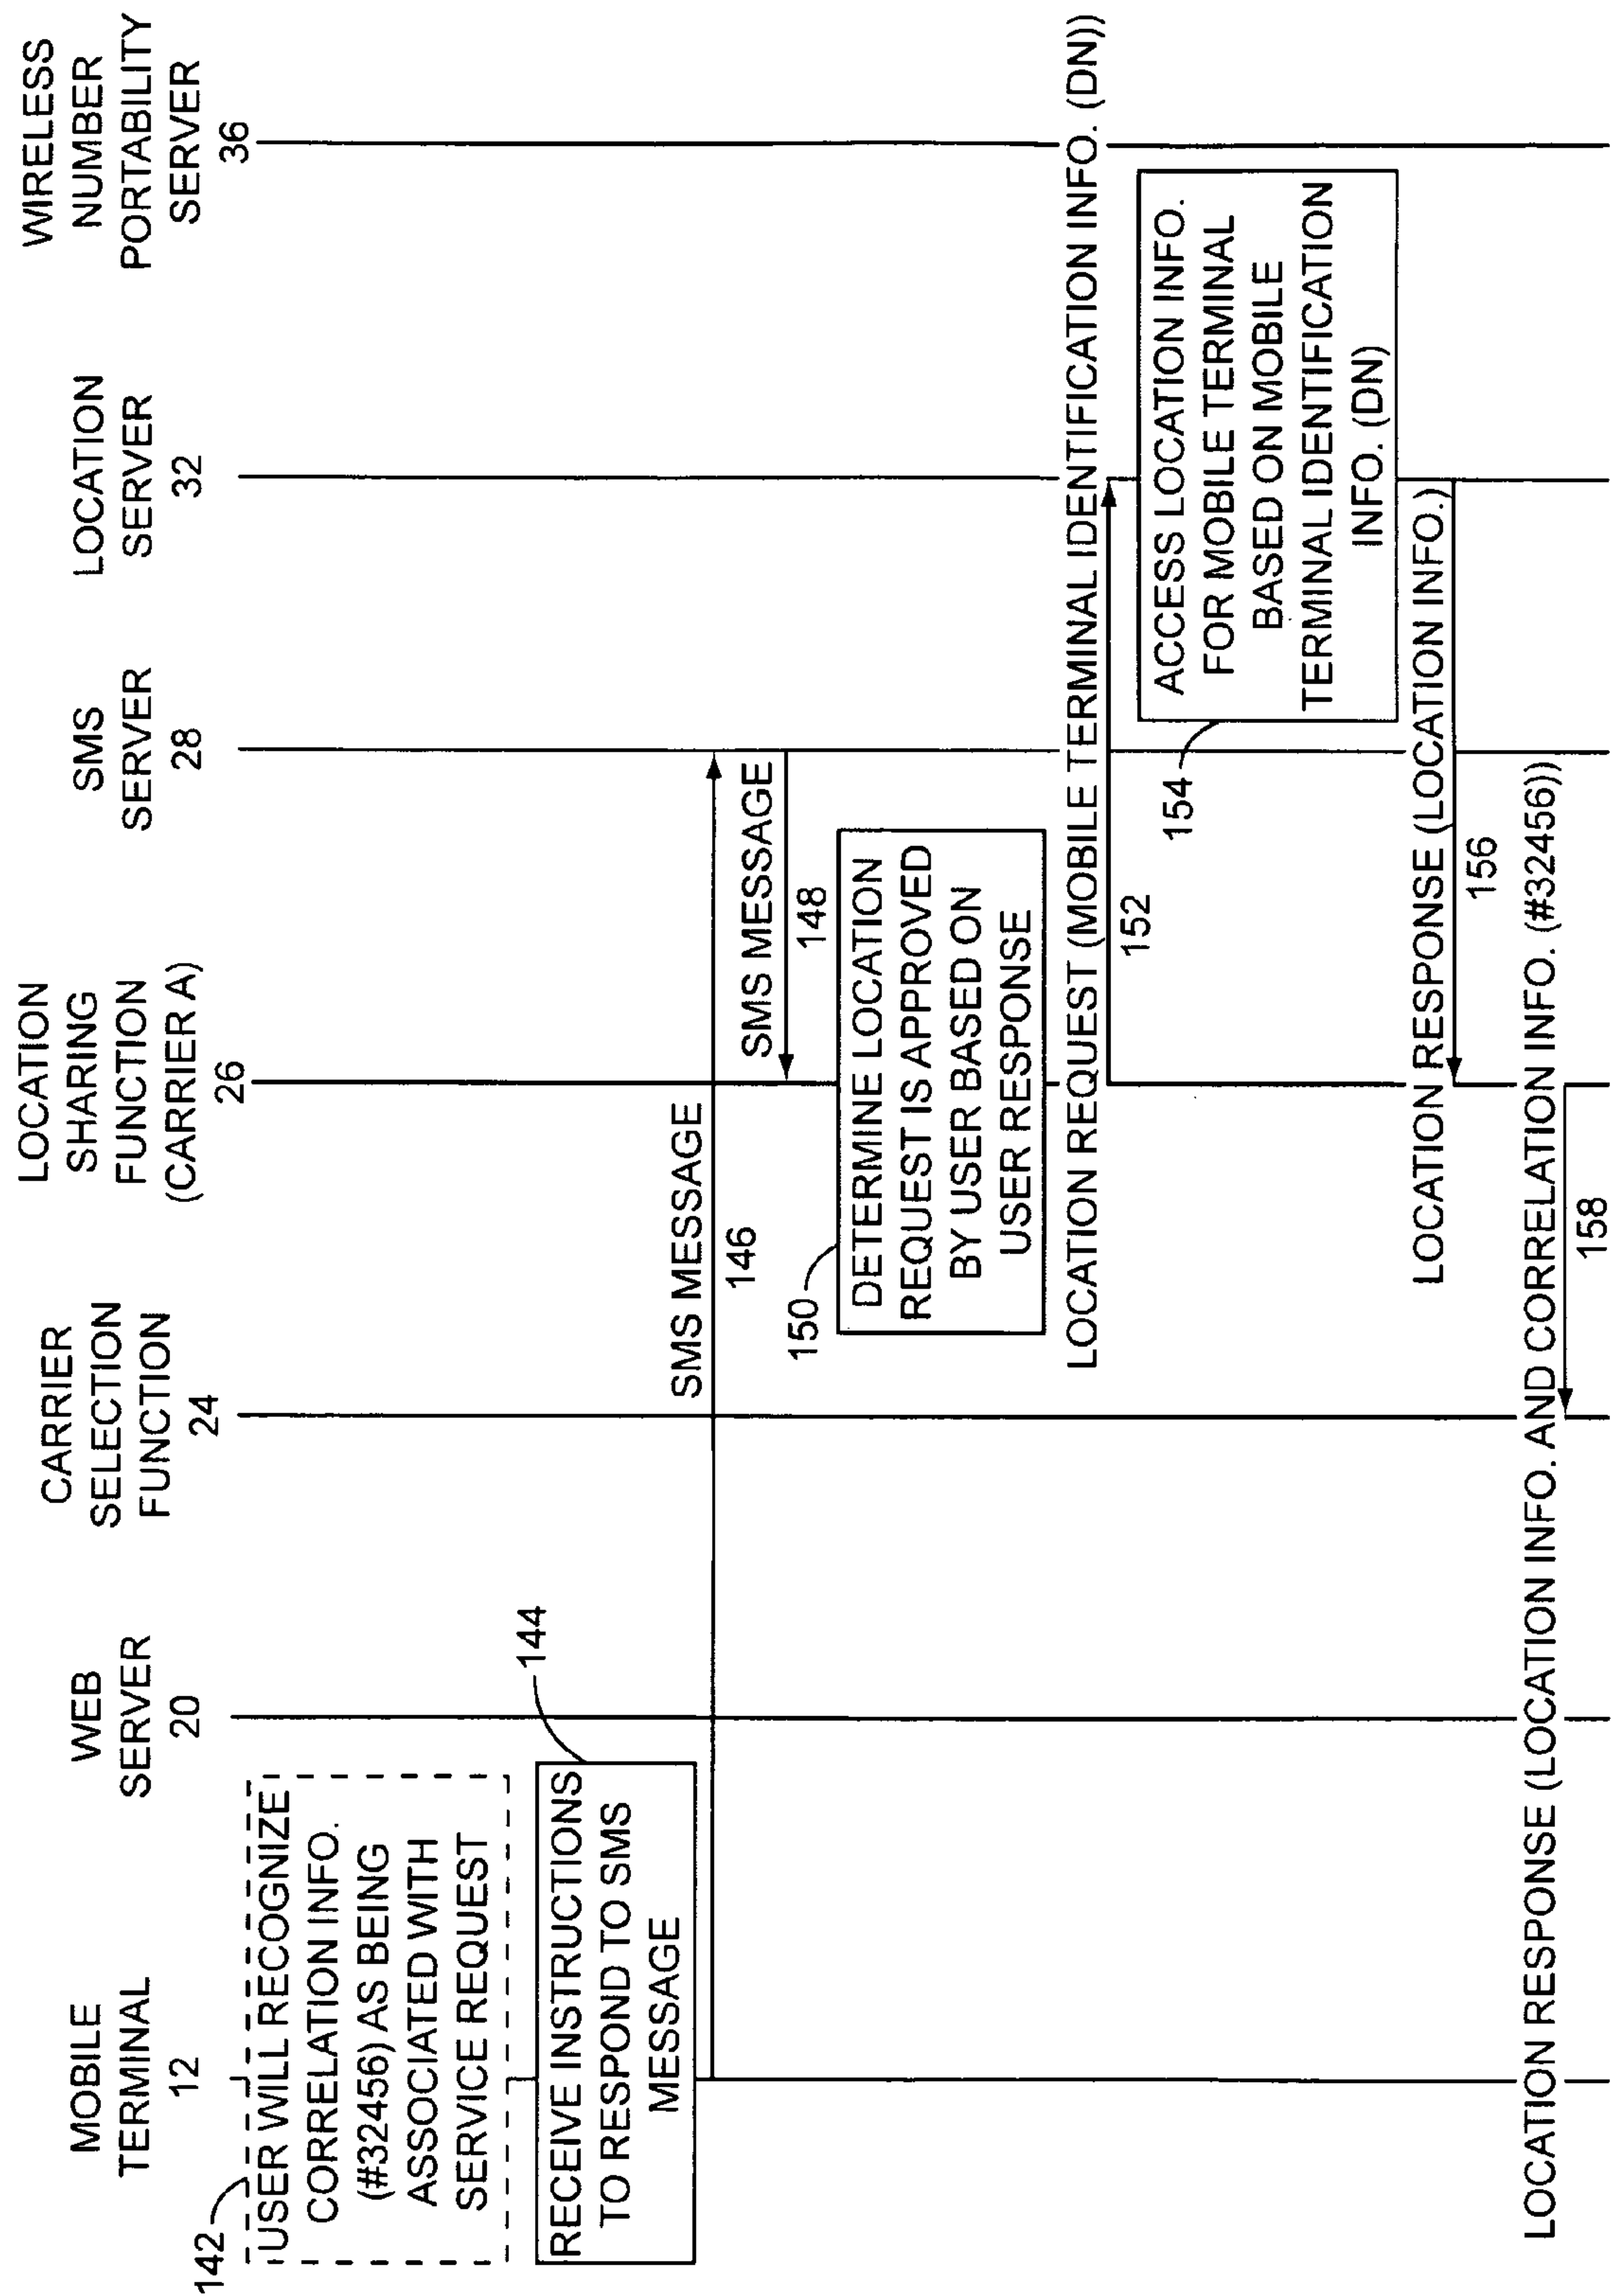 MOBILE
TERMINAL
12
WEB
SERVER
20
CARRIER
SELECTION
FUNCTION
24
LOCATION
SHARING
FUNCTION
(CARRIER A)
26
SMS
SERVER
28
LOCATION
SERVER
32
WIRELESS
NUMBER
PORTABILITY
SERVER
36
142
USER WILL RECOGNIZE
CORRELATION INFO.
(#32456) AS BEING
ASSOCIATED WITH
SERVICE REQUEST
144
RECEIVE INSTRUCTIONS
TO RESPOND TO SMS
MESSAGE
SMS MESSAGE
146
SMS MESSAGE
148
150
DETERMINE LOCATION
REQUEST IS APPROVED
BY USER BASED ON
USER RESPONSE
LOCATION REQUEST (MOBILE TERMINAL IDENTIFICATION INFO. (DN))
152
154
ACCESS LOCATION INFO.
FOR MOBILE TERMINAL
BASED ON MOBILE
TERMINAL IDENTIFICATION
INFO. (DN)
LOCATION RESPONSE (LOCATION INFO.)
156
LOCATION RESPONSE (LOCATION INFO. AND CORRELATION INFO. (#32456))
158